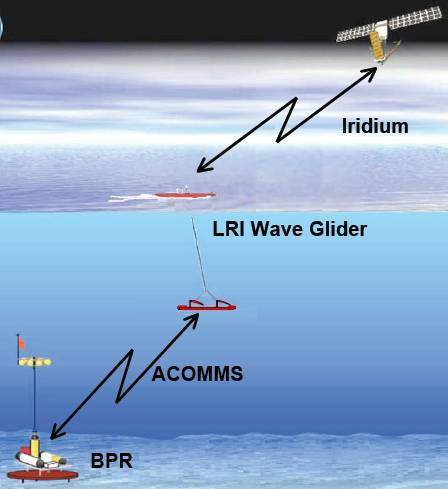 Iridium
LRI Wave Glider
ACOMMS
BPR